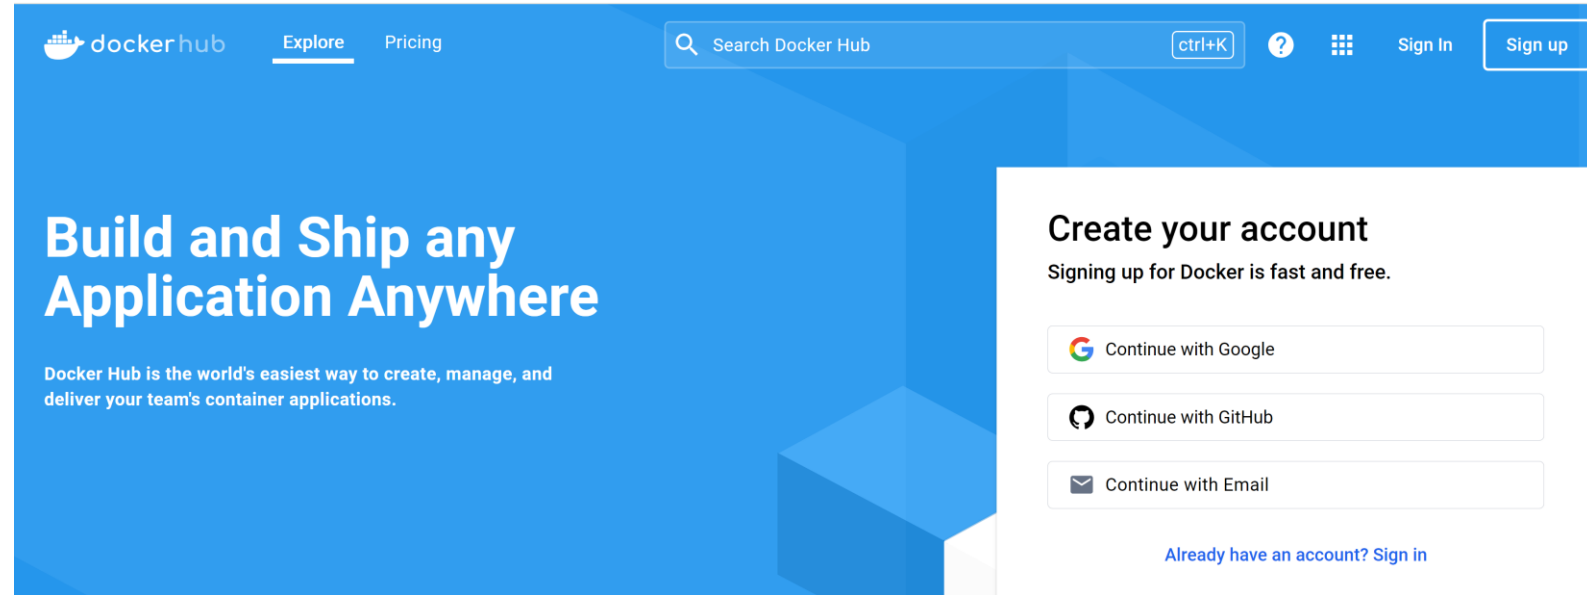 dockerhub
Explore
Pricing
Search Docker Hub
ctrl+K
?
Sign In
Sign up
Build and Ship any
Application Anywhere
Docker Hub is the world's easiest way to create, manage, and
deliver your team's container applications.
Create your account
Signing up for Docker is fast and free.
Continue with Google
Continue with GitHub
Continue with Email
Already have an account? Sign in